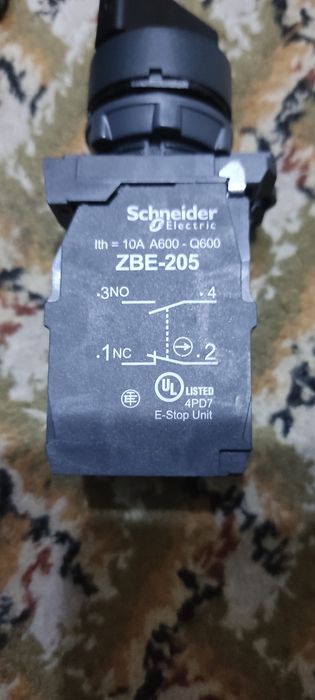 Schneider
Electric
Ith = 10A A600 - Q600
ZBE-205
.3NO .4
.1NC .2
UL LISTED
4PD7
E-Stop Unit